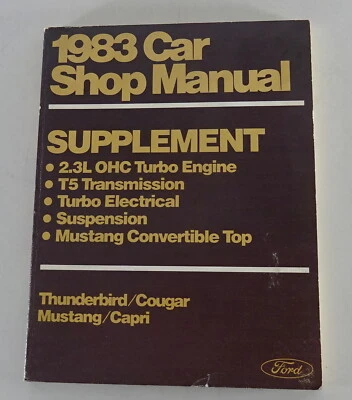 1983 Car
Shop Manual
SUPPLEMENT
• 2.3L OHC Turbo Engine
• T5 Transmission
• Turbo Electrical
• Suspension
• Mustang Convertible Top
Thunderbird/Cougar
Mustang/Capri
Ford